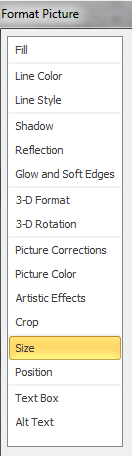 Format Picture
Fill
Line Color
Line Style
Shadow
Reflection
Glow and Soft Edges
3-D Format
3-D Rotation
Picture Corrections
Picture Color
Artistic Effects
Crop
Size
Position
Text Box
Alt Text